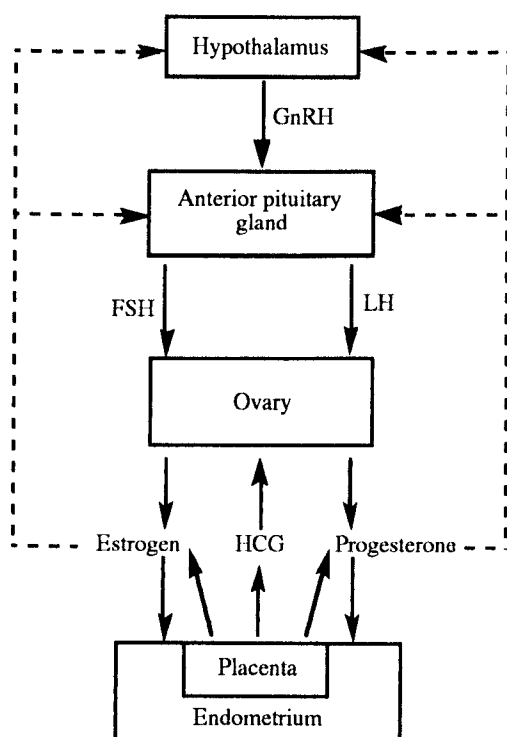 Hypothalamus
GnRH
Anterior pituitary
gland
FSH
LH
Ovary
Estrogen
HCG
Progesterone
Placenta
Endometrium